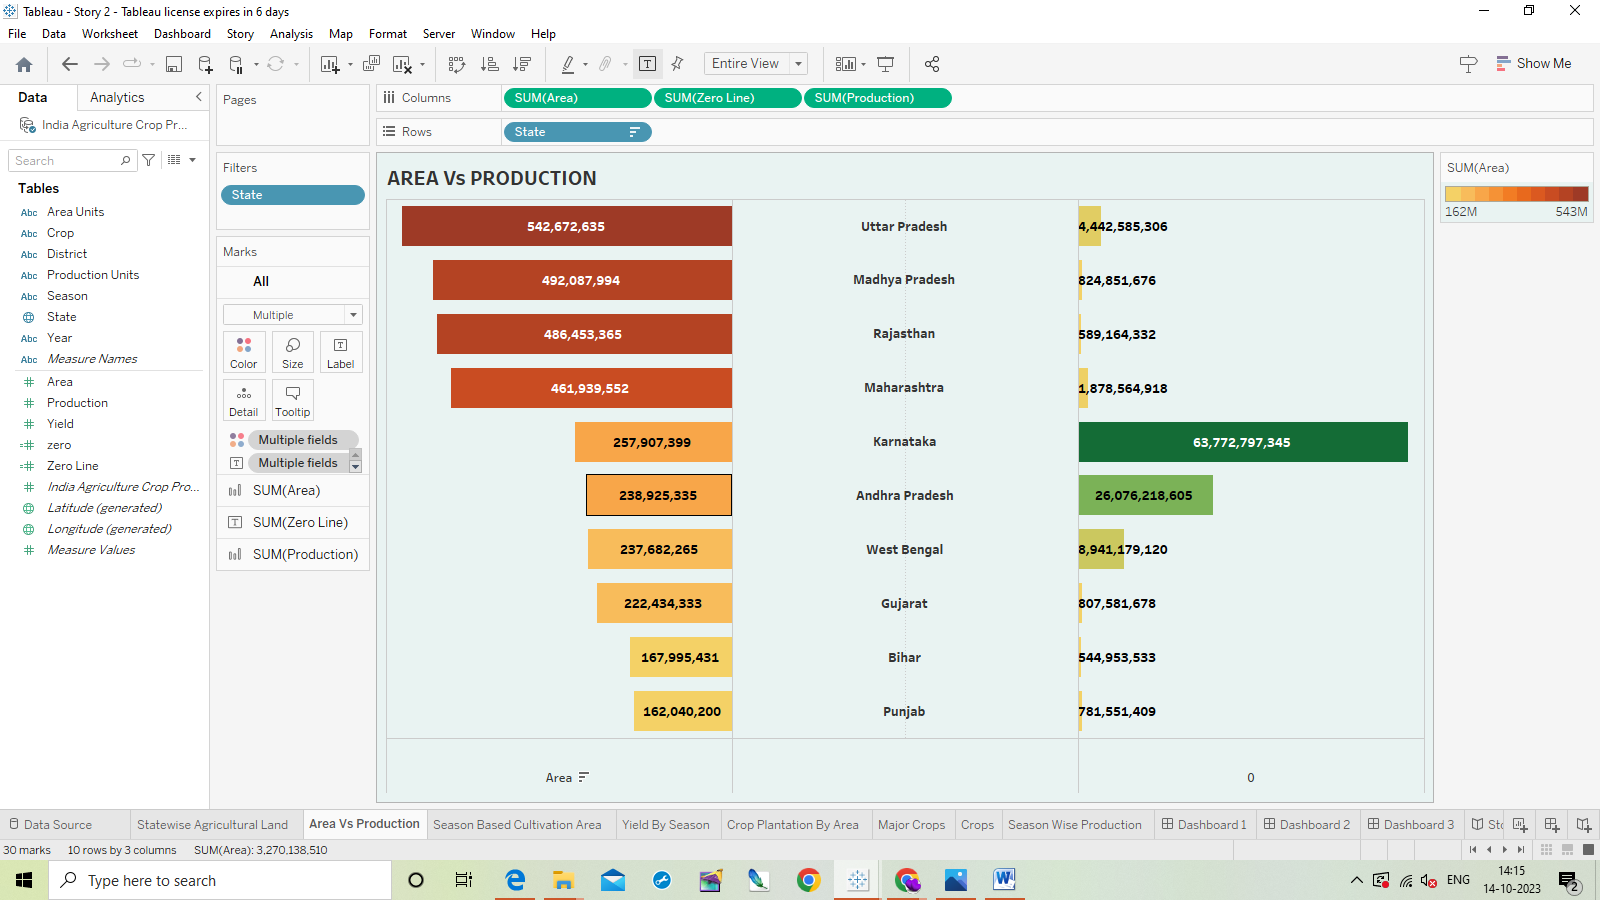 Tableau - Story 2 - Tableau license expires in 6 days
File Data Worksheet Dashboard Story Analysis Map Format Server Window Help
Entire View
Show Me
Data Analytics
India Agriculture Crop Pr...
Search
Tables
Abc Area Units
Abc Crop
Abc District
Abc Production Units
Abc Season
State
Abc Year
Abc Measure Names
Area
Production
Yield
zero
Zero Line
India Agriculture Crop Pro...
Latitude (generated)
Longitude (generated)
Measure Values
Pages
Filters
State
Marks
All
Multiple
Color Size Label
Detail Tooltip
Multiple fields
Multiple fields
SUM(Area)
SUM(Zero Line)
SUM(Production)
Columns SUM(Area) SUM(Zero Line) SUM(Production)
Rows State
AREA Vs PRODUCTION
542,672,635 Uttar Pradesh 4,442,585,306
492,087,994 Madhya Pradesh 824,851,676
486,453,365 Rajasthan 589,164,332
461,939,552 Maharashtra 1,878,564,918
257,907,399 Karnataka 63,772,797,345
238,925,335 Andhra Pradesh 26,076,218,605
237,682,265 West Bengal 8,941,179,120
222,434,333 Gujarat 807,581,678
167,995,431 Bihar 544,953,533
162,040,200 Punjab 781,551,409
Area 0
SUM(Area)
162M 543M
Data Source Statewise Agricultural Land Area Vs Production Season Based Cultivation Area Yield By Season Crop Plantation By Area Major Crops Crops Season Wise Production Dashboard 1 Dashboard 2 Dashboard 3 Sto
30 marks 10 rows by 3 columns SUM(Area): 3,270,138,510
Type here to search
ENG
14:15
14-10-2023
2